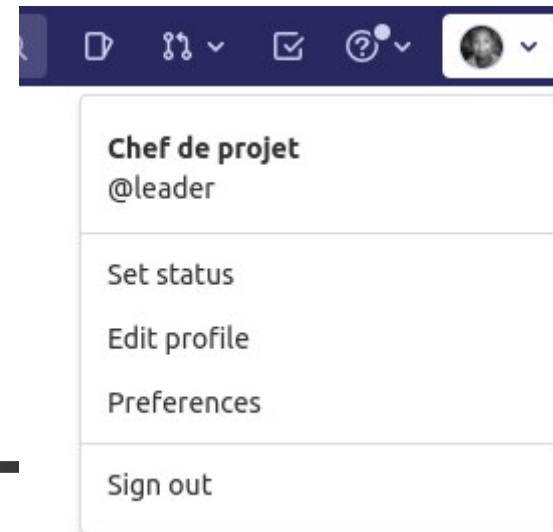 Chef de projet
@leader
Set status
Edit profile
Preferences
Sign out